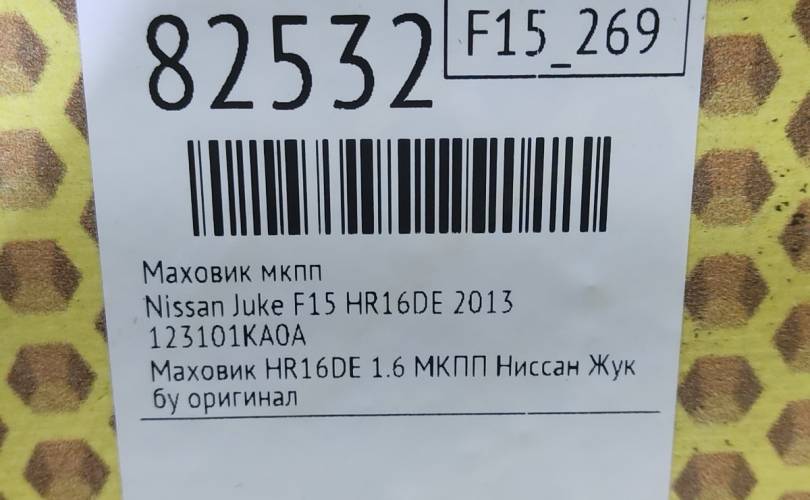 82532
F15_269
Маховик мкпп
Nissan Juke F15 HR16DE 2013
123101KA0A
Маховик HR16DE 1.6 МКПП Ниссан Жук
бу оригинал